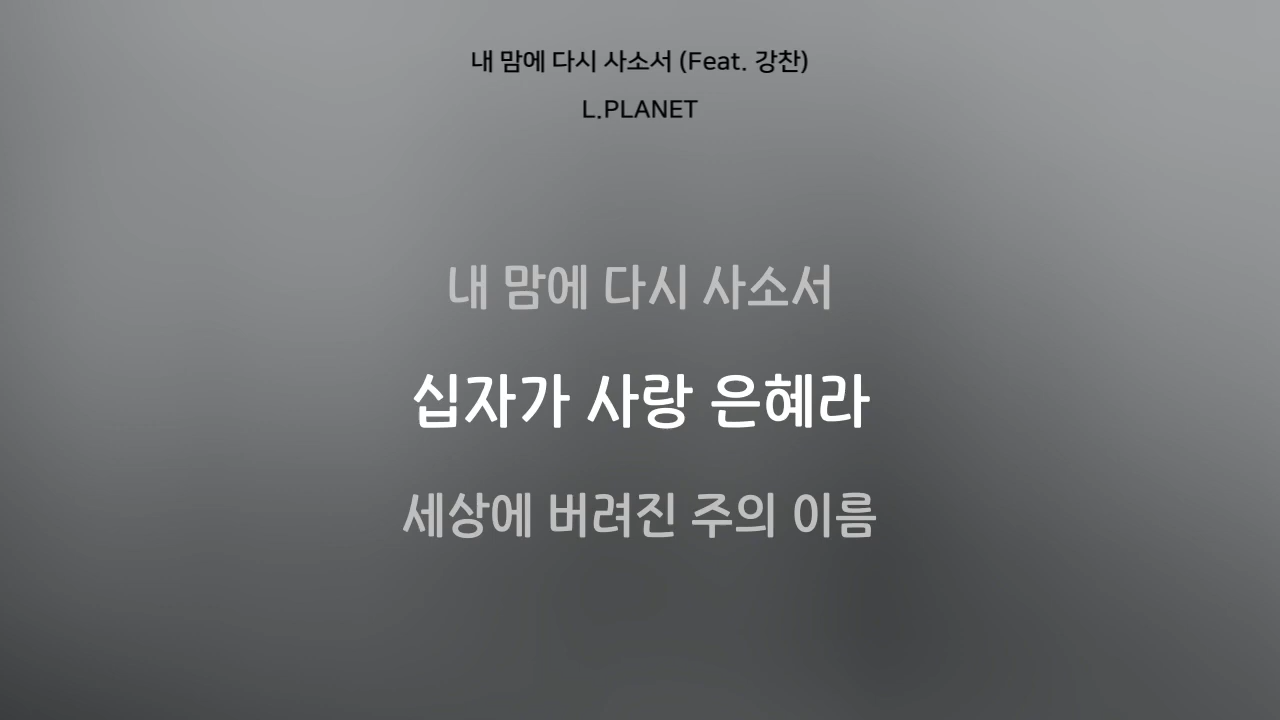 내 맘에 다시 사소서 (Feat. 강찬)
L.PLANET
내 맘에 다시 사소서
십자가 사랑 은혜라
세상에 버려진 주의 이름